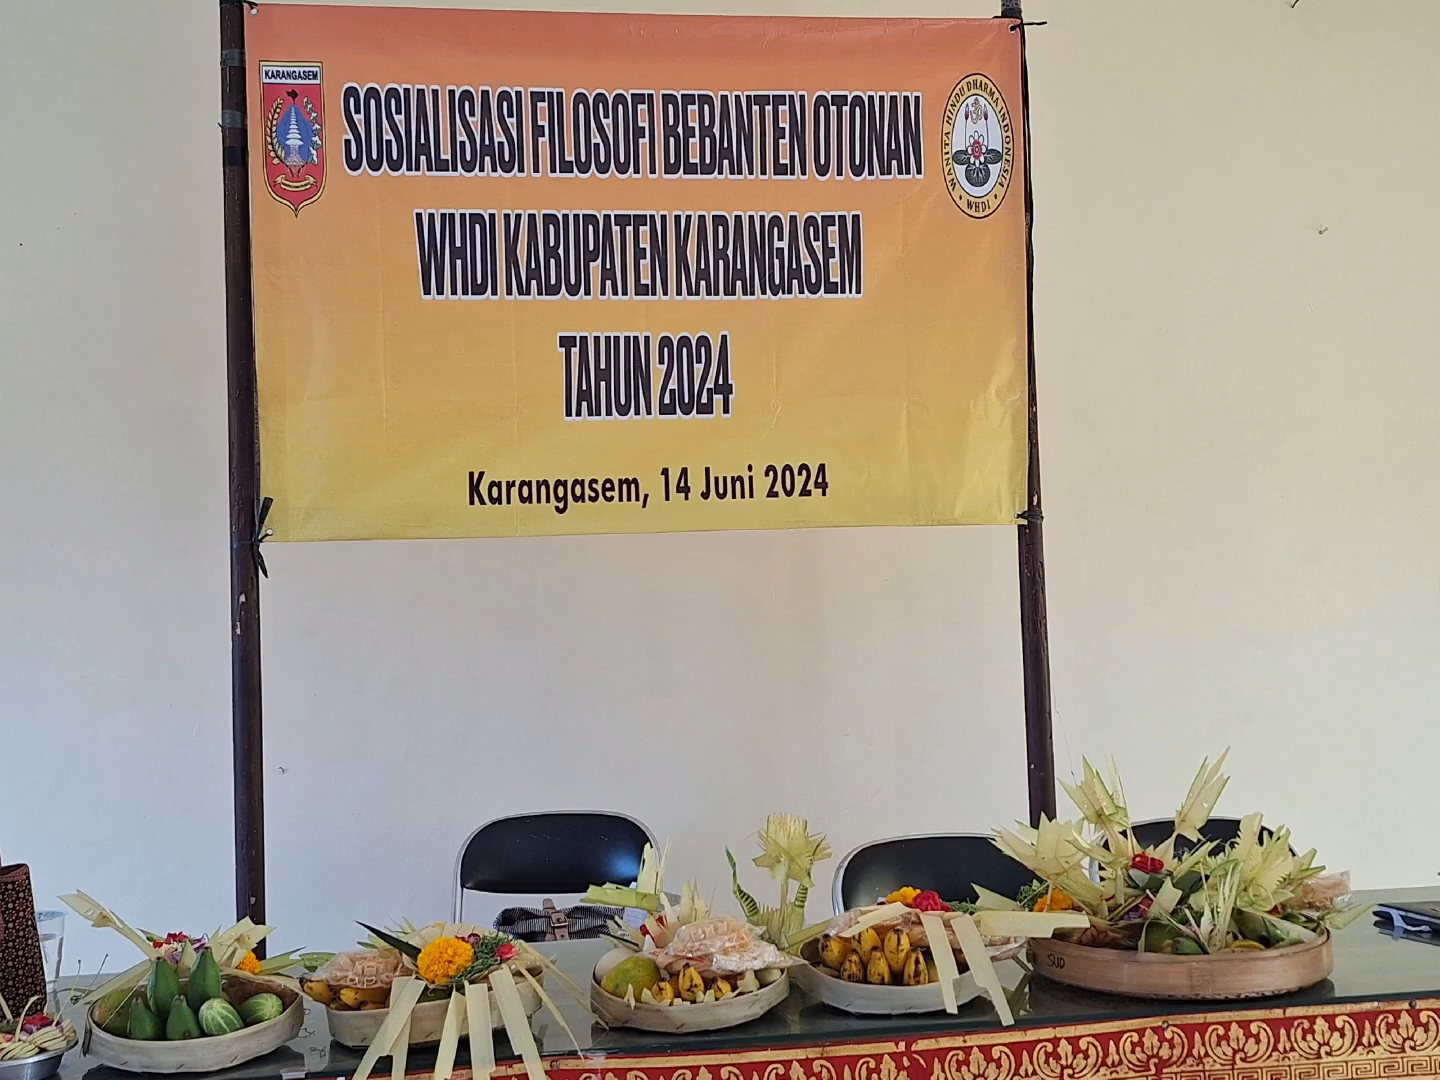 KARANGASEM
SOSIALISASI FILOSOFI BEBANTEN OTONAN
WHDI KABUPATEN KARANGASEM
TAHUN 2024
Karangasem, 14 Juni 2024
WANITA HINDU DHARMA INDONESIA
WHDI
SUD